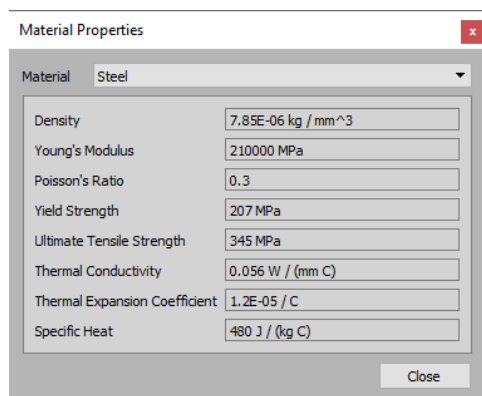 Material Properties
x
Material Steel
Density 7.85E-06 kg / mm^3
Young's Modulus 210000 MPa
Poisson's Ratio 0.3
Yield Strength 207 MPa
Ultimate Tensile Strength 345 MPa
Thermal Conductivity 0.056 W / (mm C)
Thermal Expansion Coefficient 1.2E-05 / C
Specific Heat 480 J / (kg C)
Close